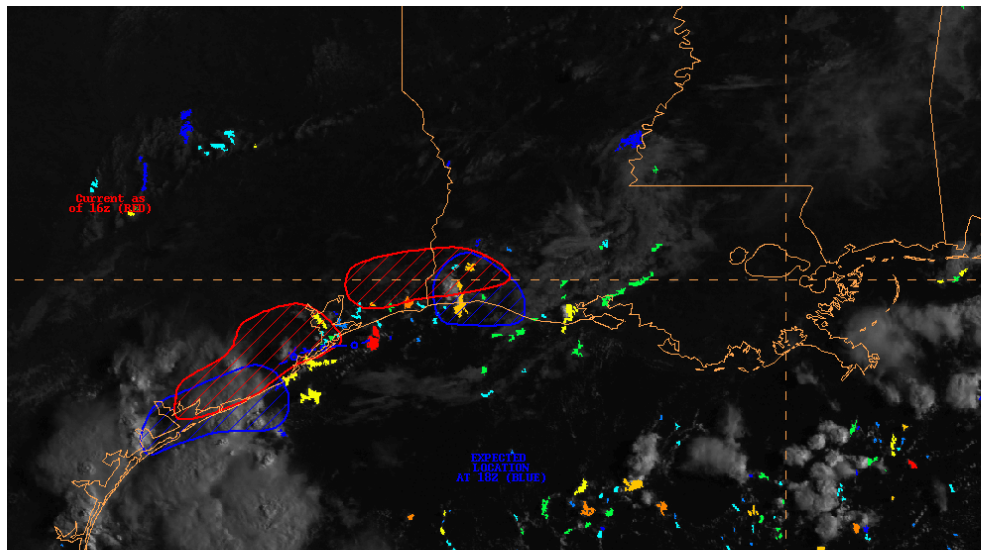 Current as
of 16z (RED)
EXPECTED
LOCATION
AT 18Z (BLUE)